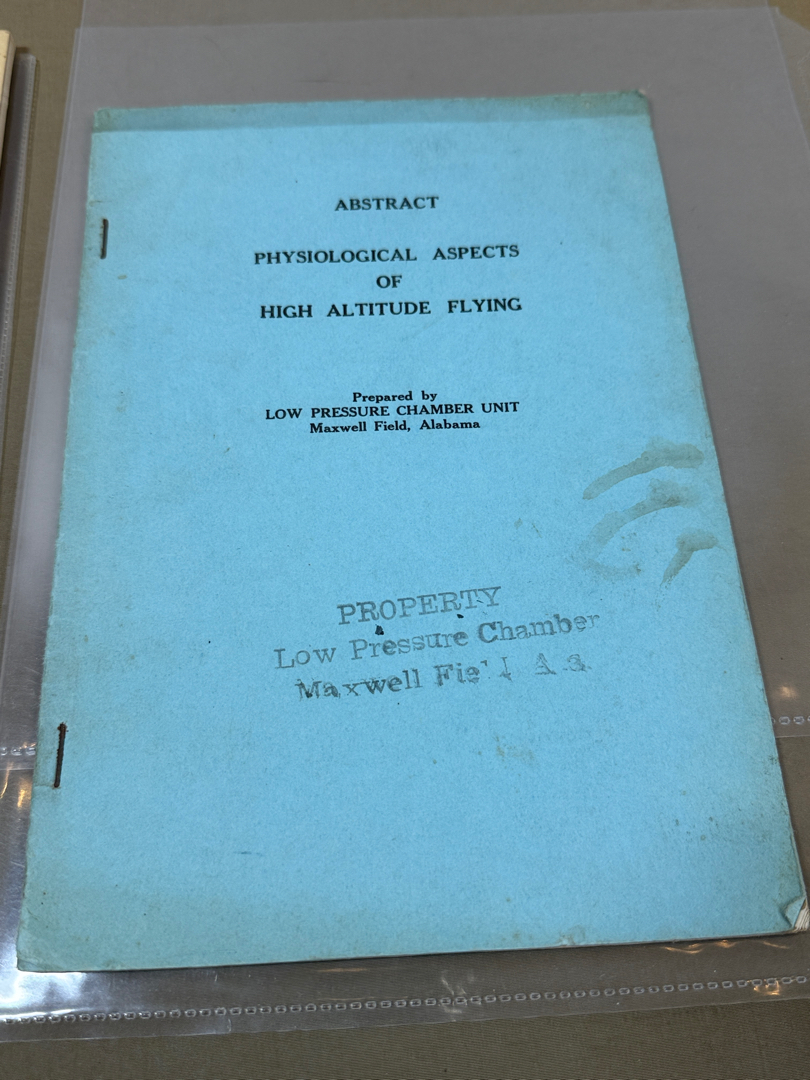 ABSTRACT
PHYSIOLOGICAL ASPECTS
OF
HIGH ALTITUDE FLYING
Prepared by
LOW PRESSURE CHAMBER UNIT
Maxwell Field, Alabama
PROPERTY
Low Pressure Chamber
Maxwell